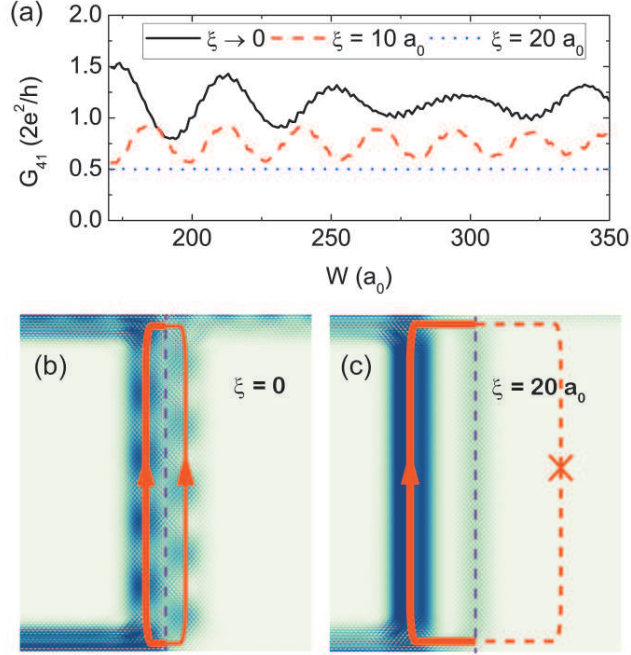 (a)
2.0
1.5
1.0
0.5
0.0
G41 (2e²/h)
ξ → 0
ξ = 10 a₀
ξ = 20 a₀
200
250
300
350
W (a₀)
(b)
ξ = 0
(c)
ξ = 20 a₀